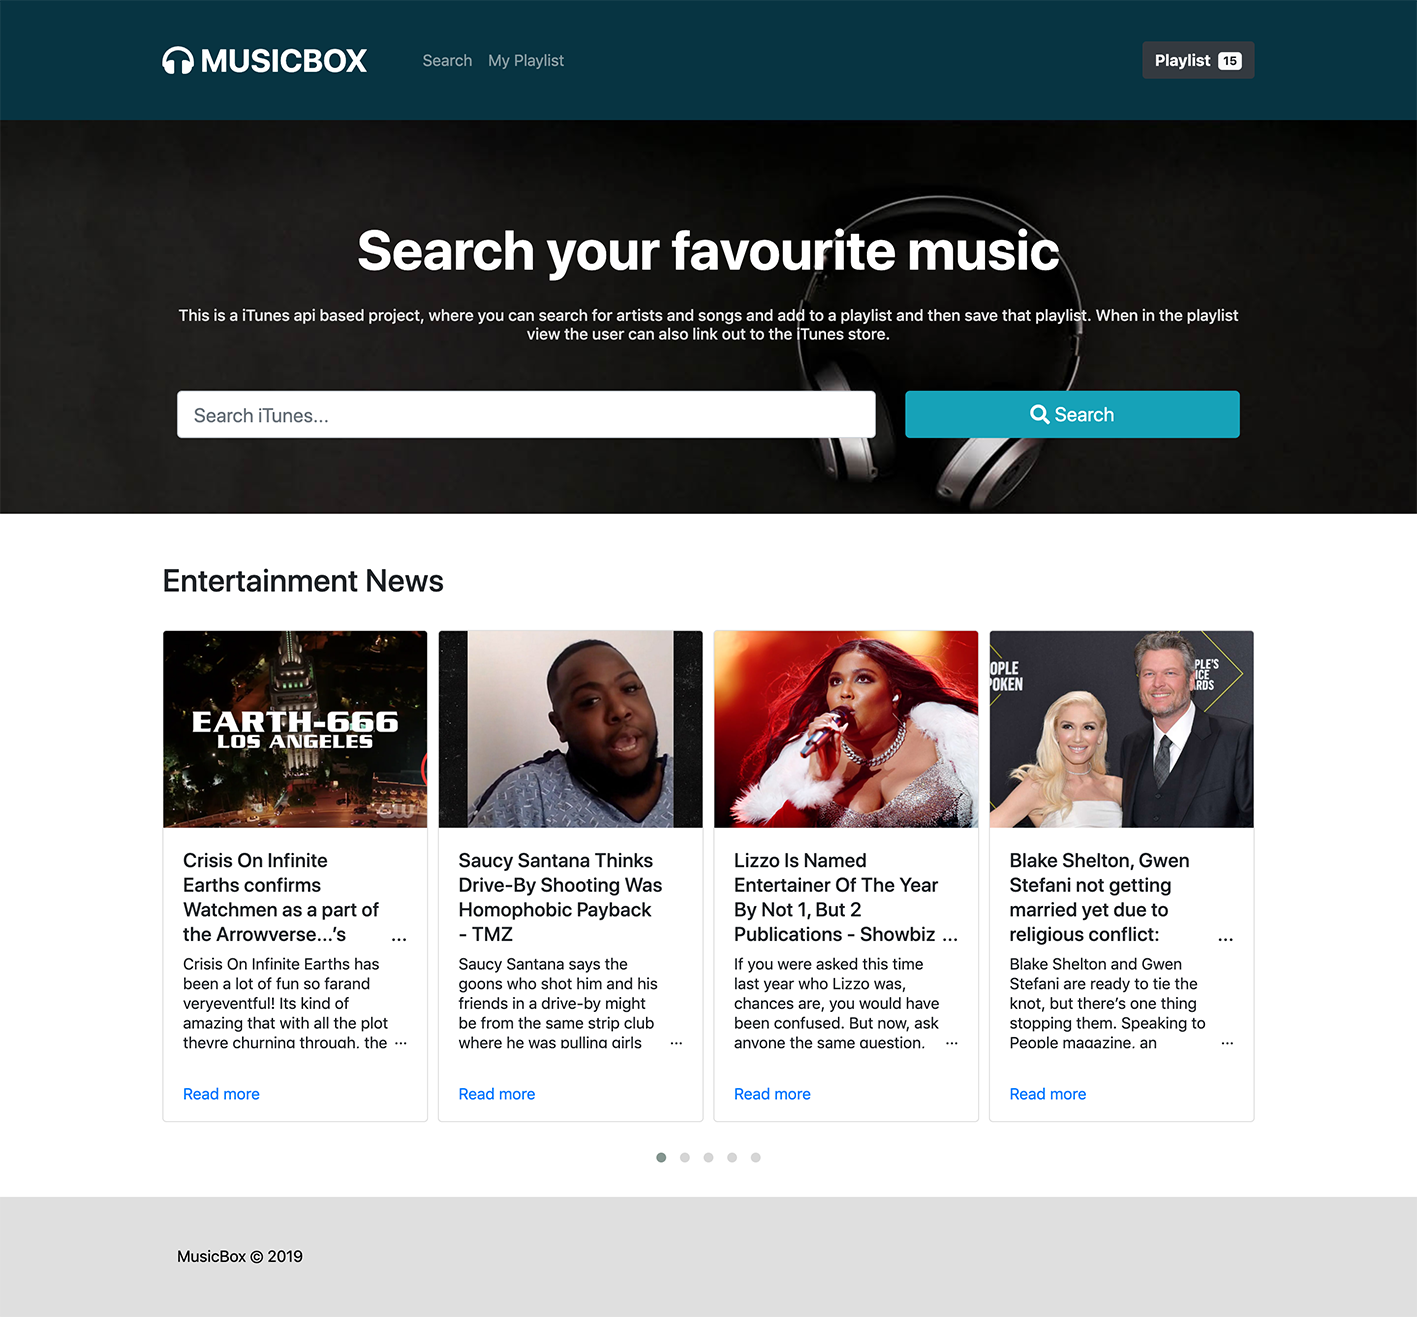 MUSICBOX
Search
My Playlist
Playlist 15
Search your favourite music
This is a iTunes api based project, where you can search for artists and songs and add to a playlist and then save that playlist. When in the playlist
view the user can also link out to the iTunes store.
Search iTunes...
Search
Entertainment News
EARTH-666
LOS ANGELES
CW
Crisis On Infinite
Earths confirms
Watchmen as a part of
the Arrowverse...’s ...
Crisis On Infinite Earths has
been a lot of fun so farand
veryeventful! Its kind of
amazing that with all the plot
theyre churning through, the ...
Read more
Saucy Santana Thinks
Drive-By Shooting Was
Homophobic Payback
- TMZ
Saucy Santana says the
goons who shot him and his
friends in a drive-by might
be from the same strip club
where he was pulling girls ...
Read more
Lizzo Is Named
Entertainer Of The Year
By Not 1, But 2
Publications - Showbiz ...
If you were asked this time
last year who Lizzo was,
chances are, you would have
been confused. But now, ask
anyone the same question, ...
Read more
OPLE
POKEN
PLE'S
ICE
ARDS
Blake Shelton, Gwen
Stefani not getting
married yet due to
religious conflict: ...
Blake Shelton and Gwen
Stefani are ready to tie the
knot, but there’s one thing
stopping them. Speaking to
People magazine, an ...
Read more
MusicBox © 2019